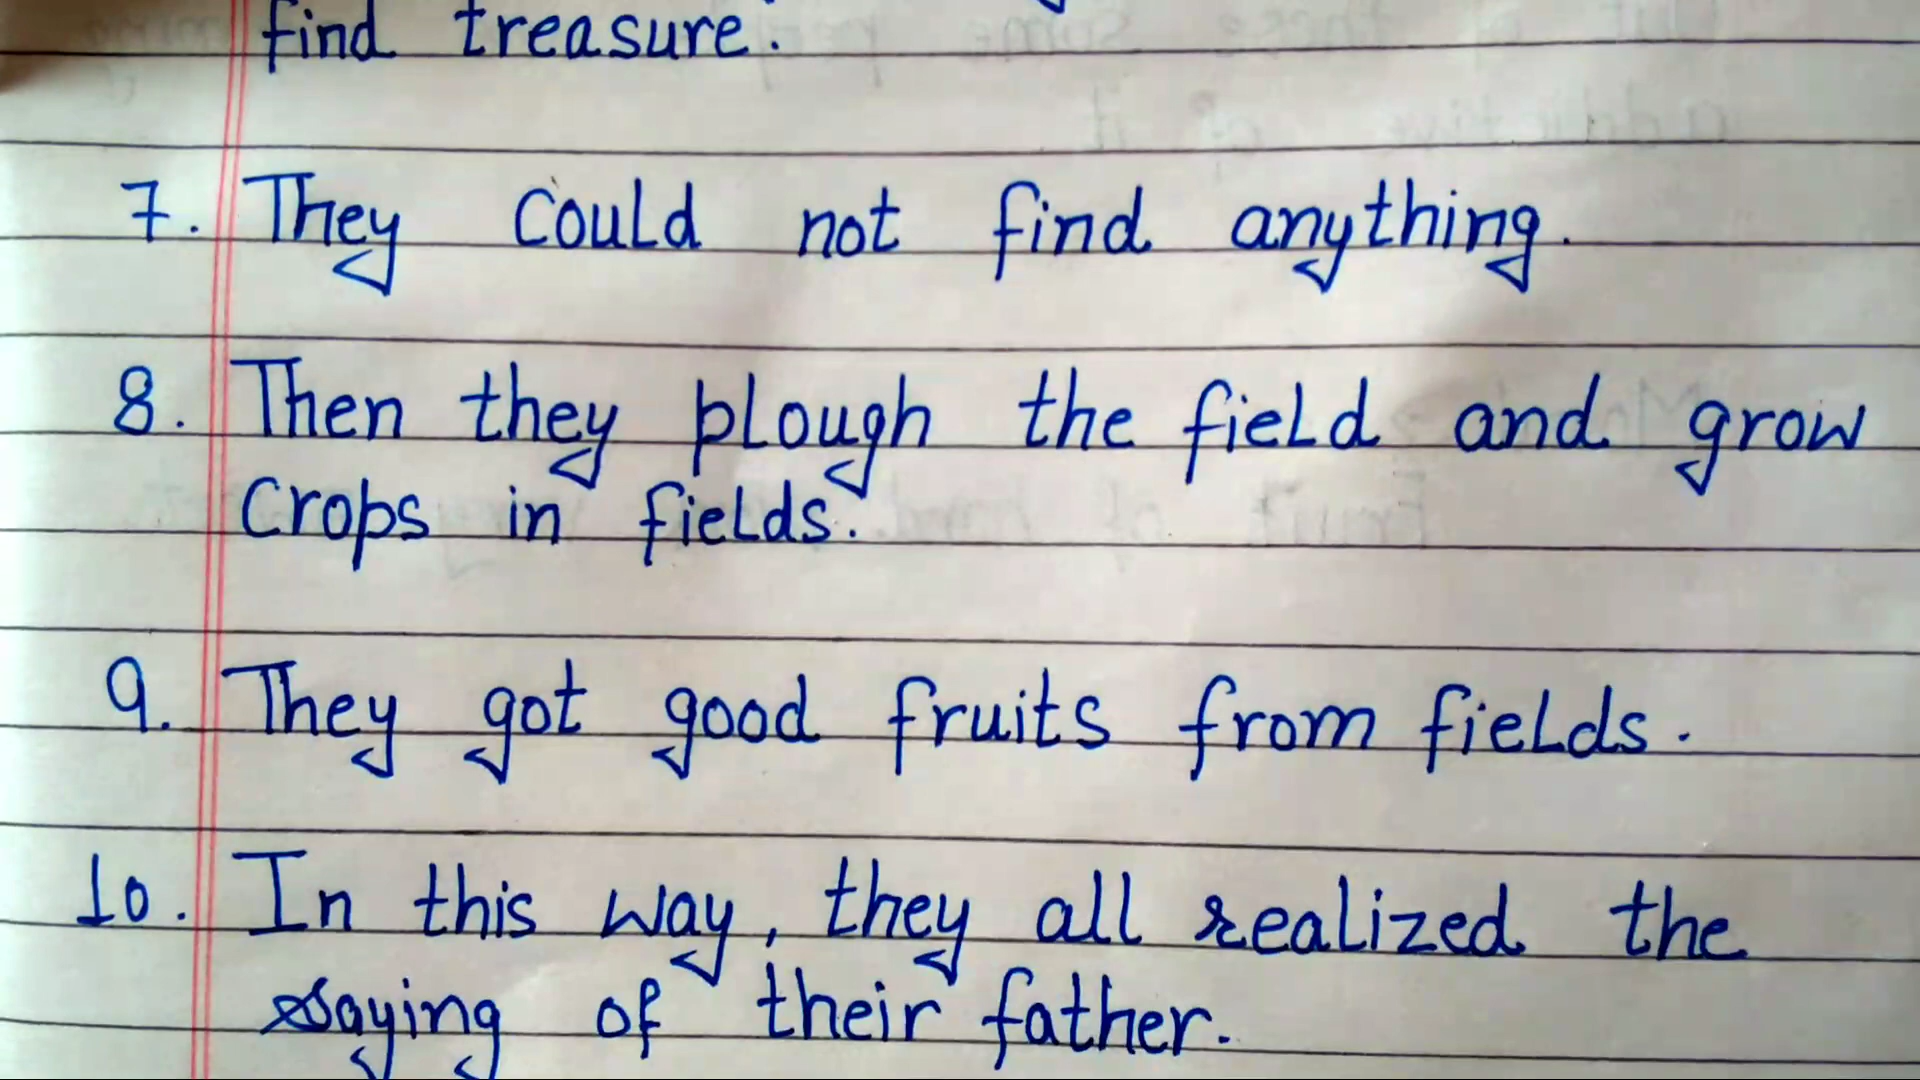 find treasure.
7. They could not find anything.
8. Then they plough the field and grow
crops in fields.
9. They got good fruits from fields.
10. In this way, they all realized the
saying of their father.